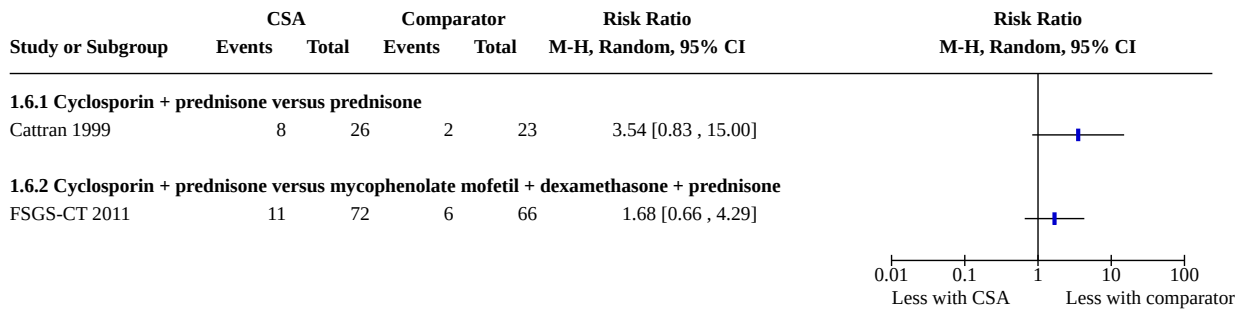 CSA Comparator Risk Ratio Risk Ratio
Study or Subgroup Events Total Events Total M-H, Random, 95% CI M-H, Random, 95% CI
1.6.1 Cyclosporin + prednisone versus prednisone
Cattran 1999 8 26 2 23 3.54 [0.83 , 15.00]
1.6.2 Cyclosporin + prednisone versus mycophenolate mofetil + dexamethasone + prednisone
FSGS-CT 2011 11 72 6 66 1.68 [0.66 , 4.29]
0.01 0.1 1 10 100
Less with CSA Less with comparator